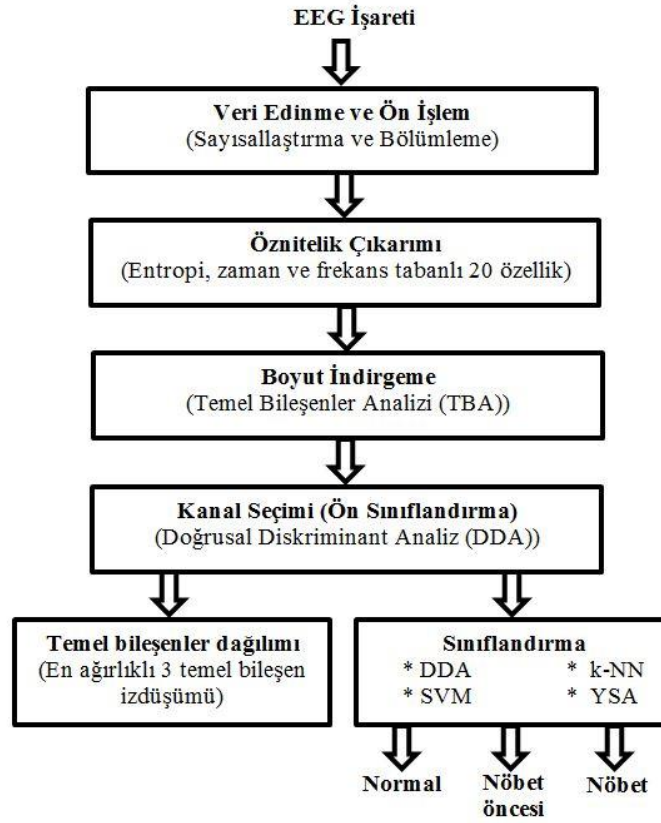 EEG İşareti
Veri Edinme ve Ön İşlem
(Sayısallaştırma ve Bölümleme)
Öznitelik Çıkarımı
(Entropi, zaman ve frekans tabanlı 20 özellik)
Boyut İndirgeme
(Temel Bileşenler Analizi (TBA))
Kanal Seçimi (Ön Sınıflandırma)
(Doğrusal Diskriminant Analiz (DDA))
Temel bileşenler dağılımı
(En ağırlıklı 3 temel bileşen
izdüşümü)
Sınıflandırma
* DDA * k-NN
* SVM * YSA
Normal
Nöbet
öncesi
Nöbet